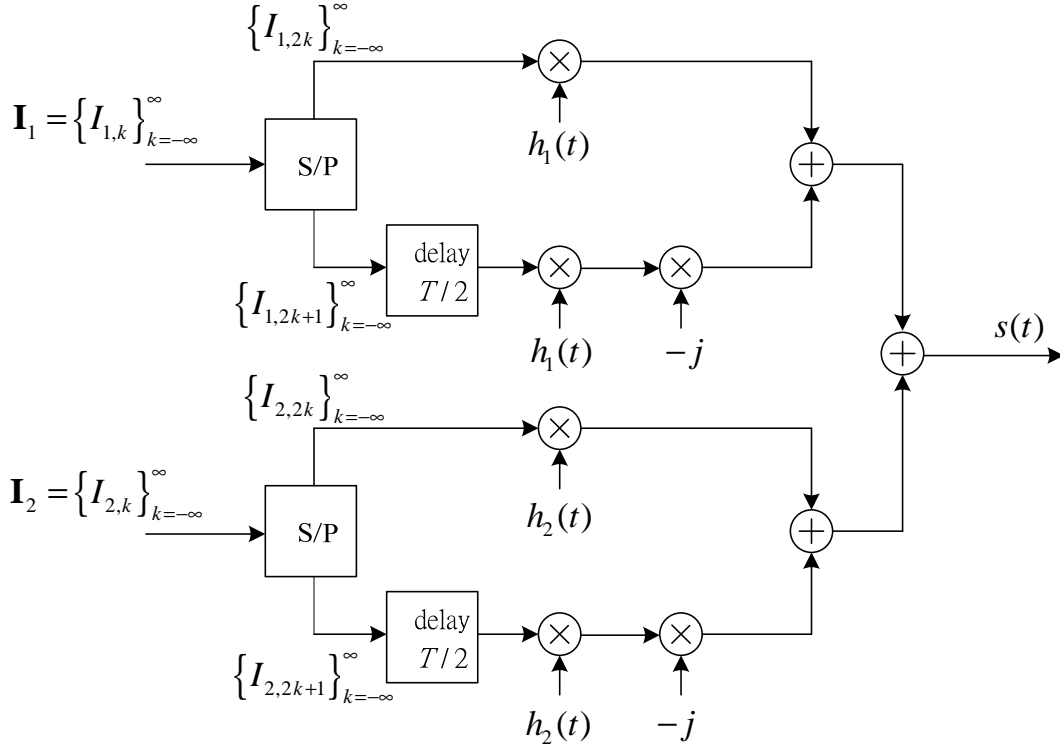 {I_{1,2k}}_{k=-∞}^{∞}
𝐈_1 = {I_{1,k}}_{k=-∞}^{∞}
S/P
h_1(t)
delay
T/2
{I_{1,2k+1}}_{k=-∞}^{∞}
h_1(t)
-j
s(t)
{I_{2,2k}}_{k=-∞}^{∞}
𝐈_2 = {I_{2,k}}_{k=-∞}^{∞}
S/P
h_2(t)
delay
T/2
{I_{2,2k+1}}_{k=-∞}^{∞}
h_2(t)
-j